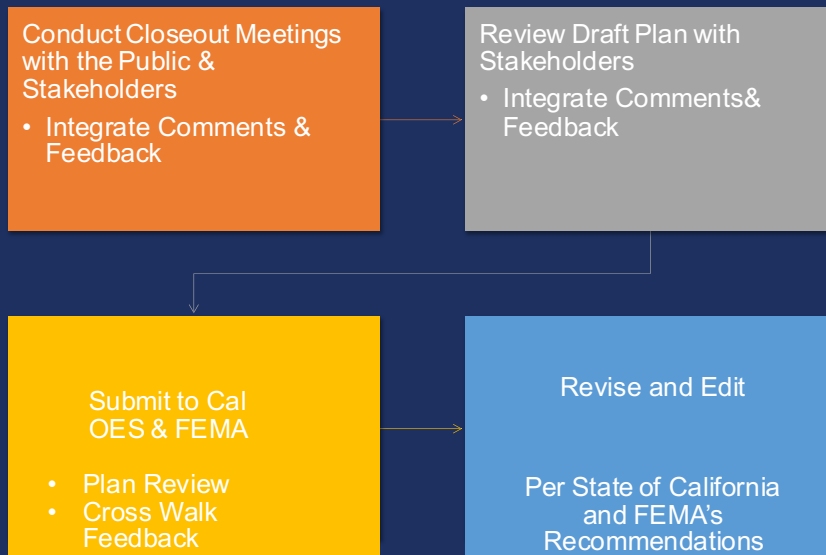 Conduct Closeout Meetings
with the Public &
Stakeholders
• Integrate Comments &
Feedback
Review Draft Plan with
Stakeholders
• Integrate Comments&
Feedback
Submit to Cal
OES & FEMA
• Plan Review
• Cross Walk
Feedback
Revise and Edit
Per State of California
and FEMA's
Recommendations